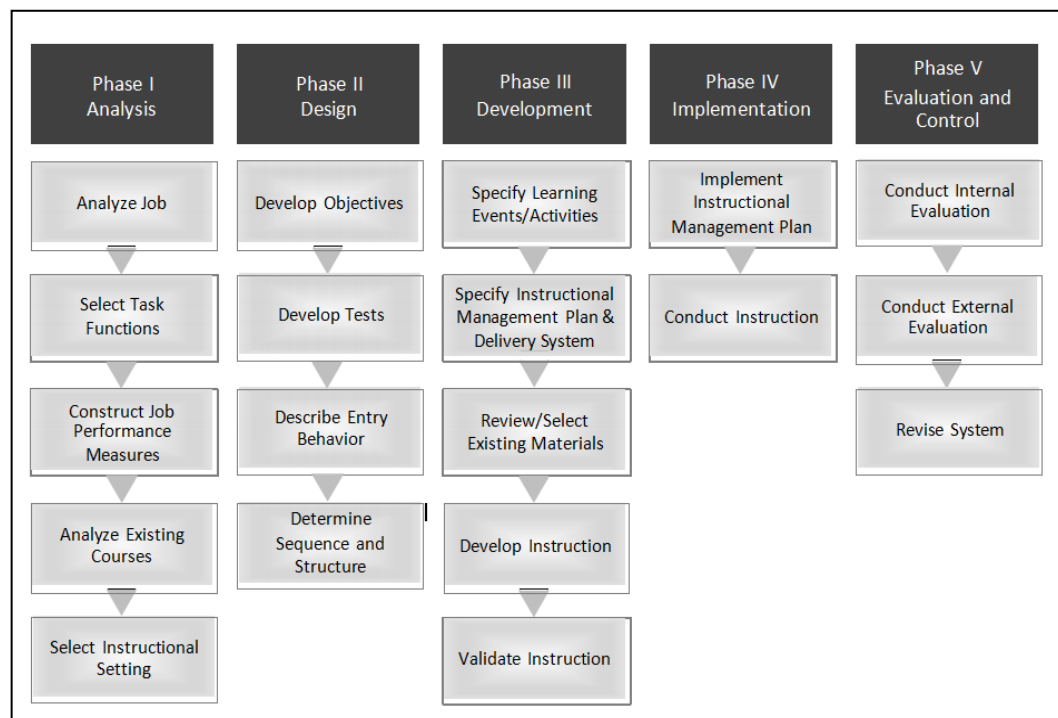 Phase I
Analysis
Analyze Job
Select Task
Functions
Construct Job
Performance
Measures
Analyze Existing
Courses
Select Instructional
Setting
Phase II
Design
Develop Objectives
Develop Tests
Describe Entry
Behavior
Determine
Sequence and
Structure
Phase III
Development
Specify Learning
Events/Activities
Specify Instructional
Management Plan &
Delivery System
Review/Select
Existing Materials
Develop Instruction
Validate Instruction
Phase IV
Implementation
Implement
Instructional
Management Plan
Conduct Instruction
Phase V
Evaluation and
Control
Conduct Internal
Evaluation
Conduct External
Evaluation
Revise System